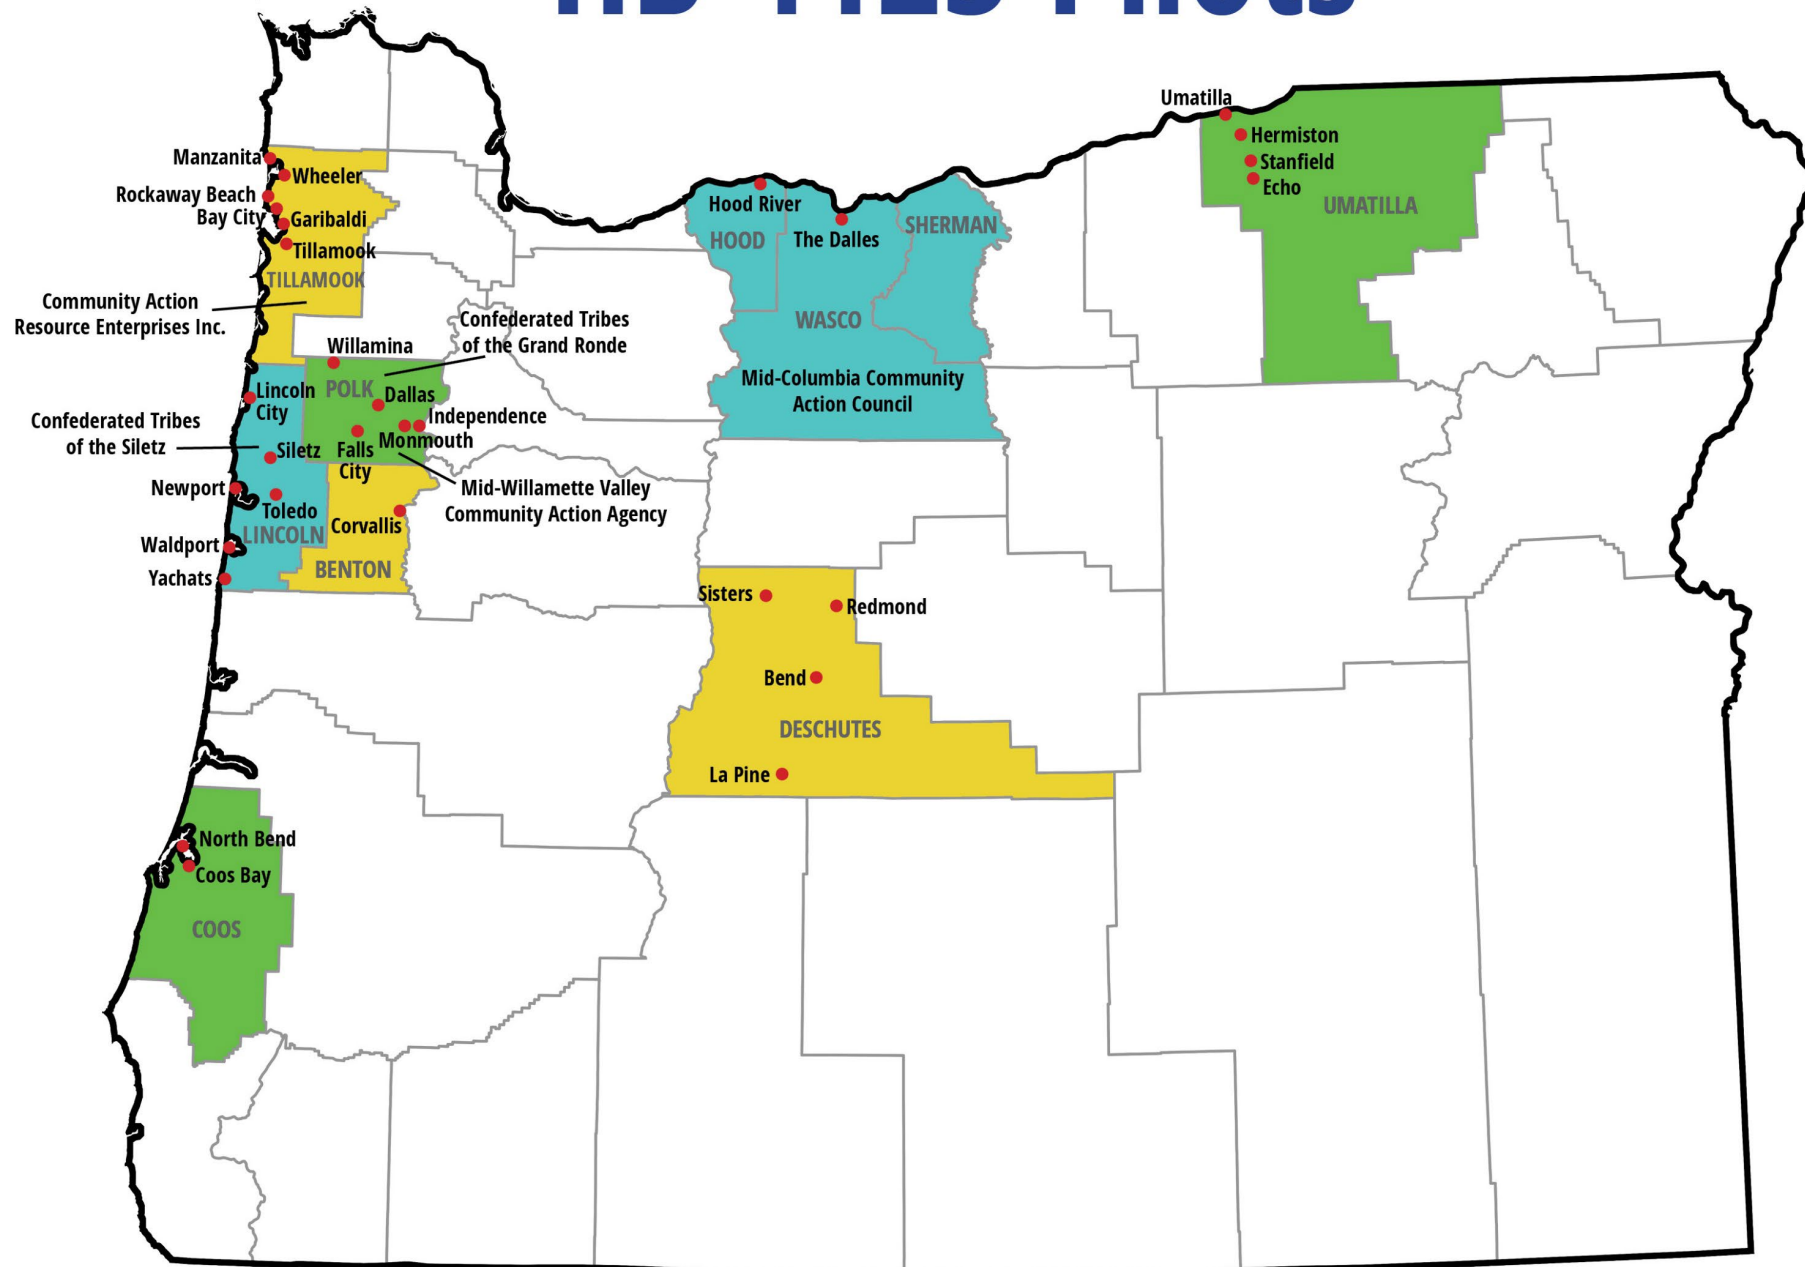 HB 4123 Pilots
Umatilla
Hermiston
Stanfield
Echo
UMATILLA
Manzanita
Wheeler
Rockaway Beach
Bay City
Garibaldi
Tillamook
TILLAMOOK
Community Action
Resource Enterprises Inc.
Hood River
HOOD
The Dalles
SHERMAN
WASCO
Mid-Columbia Community
Action Council
Confederated Tribes
of the Grand Ronde
Willamina
POLK
Dallas
Independence
Monmouth
Falls
City
Lincoln
City
Confederated Tribes
of the Siletz
Siletz
Newport
Toledo
LINCOLN
Waldport
Yachats
Mid-Willamette Valley
Community Action Agency
Corvallis
BENTON
Sisters
Redmond
Bend
DESCHUTES
La Pine
North Bend
Coos Bay
COOS